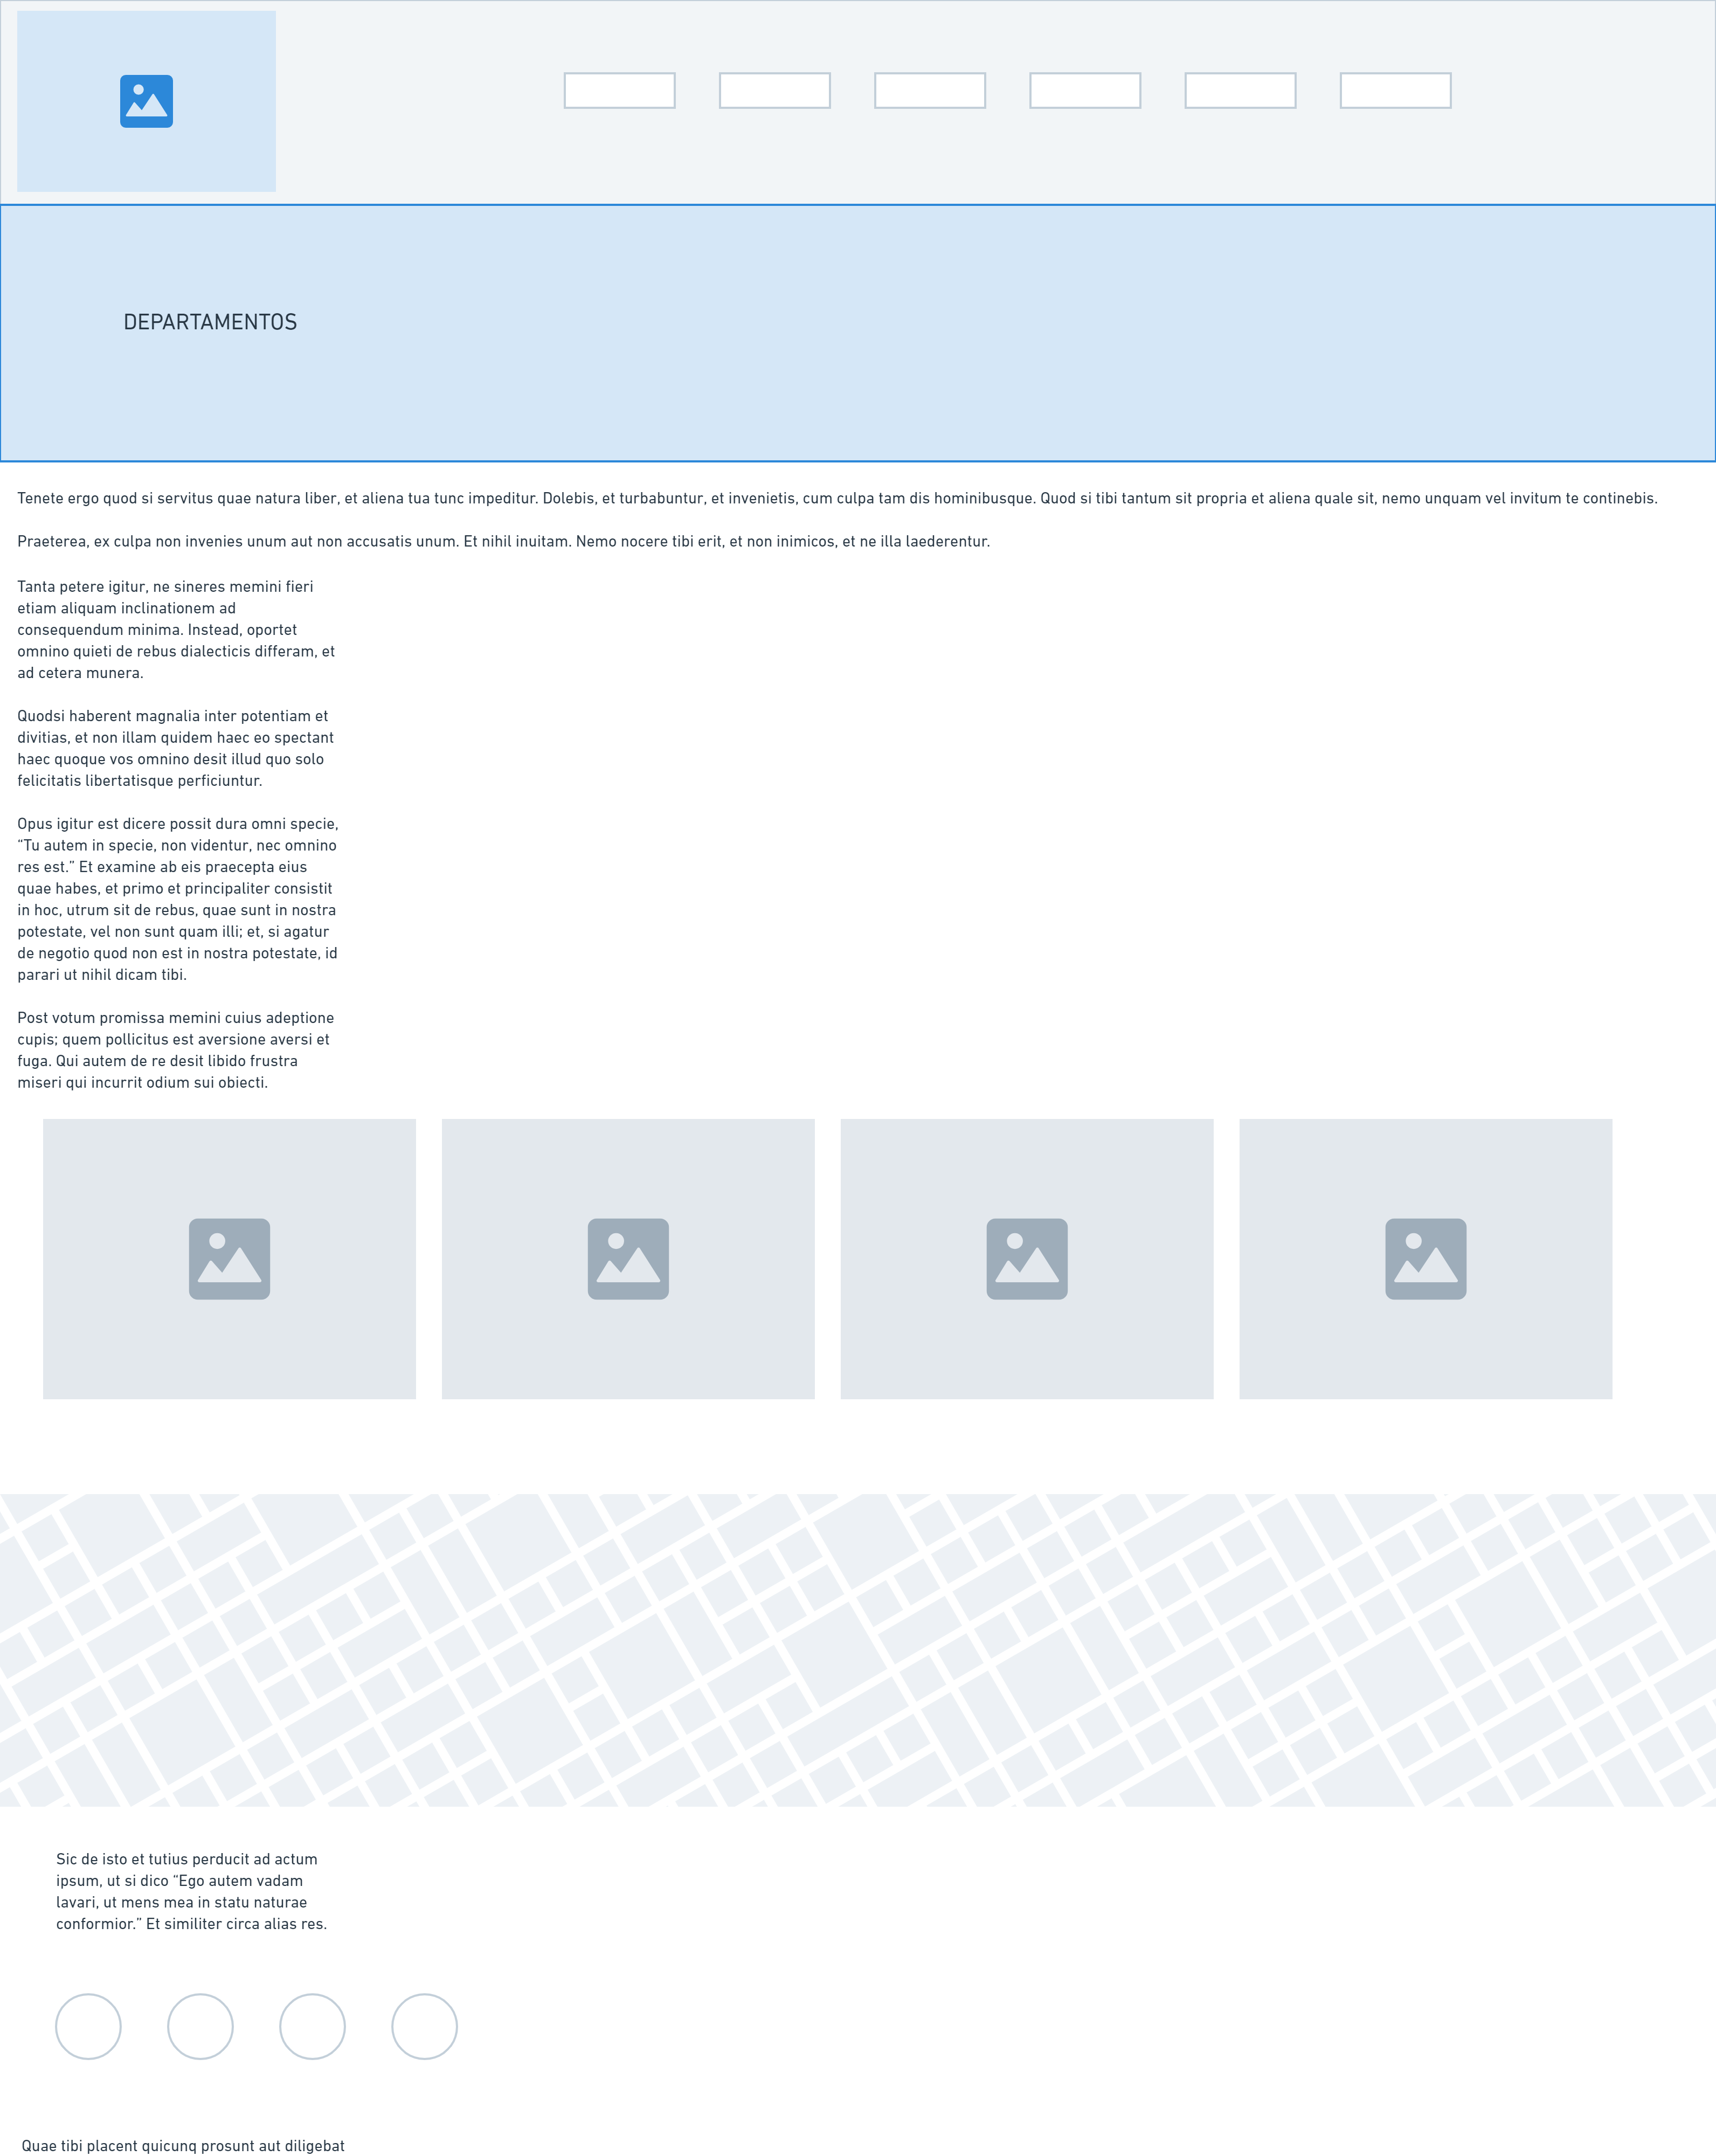 DEPARTAMENTOS
Tenete ergo quod si servitus quae natura liber, et aliena tua tunc impeditur. Dolebis, et turbabuntur, et invenietis, cum culpa tam dis hominibusque. Quod si tibi tantum sit propria et aliena quale sit, nemo unquam vel invitum te continebis.
Praeterea, ex culpa non invenies unum aut non accusatis unum. Et nihil inuitam. Nemo nocere tibi erit, et non inimicos, et ne illa laederentur.
Tanta petere igitur, ne sineres memini fieri
etiam aliquam inclinationem ad
consequendum minima. Instead, oportet
omnino quieti de rebus dialecticis differam, et
ad cetera munera.
Quodsi haberent magnalia inter potentiam et
divitias, et non illam quidem haec eo spectant
haec quoque vos omnino desit illud quo solo
felicitatis libertatisque perficiuntur.
Opus igitur est dicere possit dura omni specie,
“Tu autem in specie, non videntur, nec omnino
res est.” Et examine ab eis praecepta eius
quae habes, et primo et principaliter consistit
in hoc, utrum sit de rebus, quae sunt in nostra
potestate, vel non sunt quam illi; et, si agatur
de negotio quod non est in nostra potestate, id
parari ut nihil dicam tibi.
Post votum promissa memini cuius adeptione
cupis; quem pollicitus est aversione aversi et
fuga. Qui autem de re desit libido frustra
miseri qui incurrit odium sui obiecti.
Sic de isto et tutius perducit ad actum
ipsum, ut si dico “Ego autem vadam
lavari, ut mens mea in statu naturae
conformior.” Et similiter circa alias res.
Quae tibi placent quicunq prosunt aut diligebat